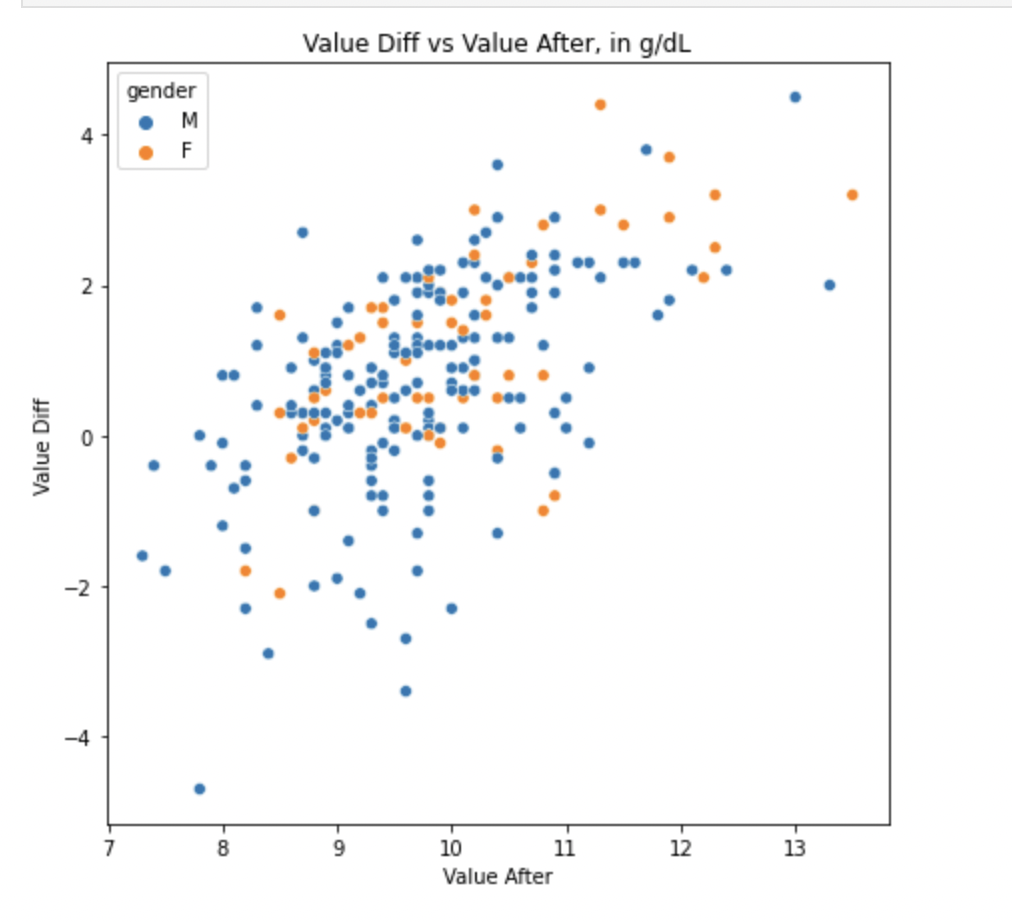 Value Diff vs Value After, in g/dL
gender
M
F
4
2
0
−2
−4
Value Diff
7 8 9 10 11 12 13
Value After